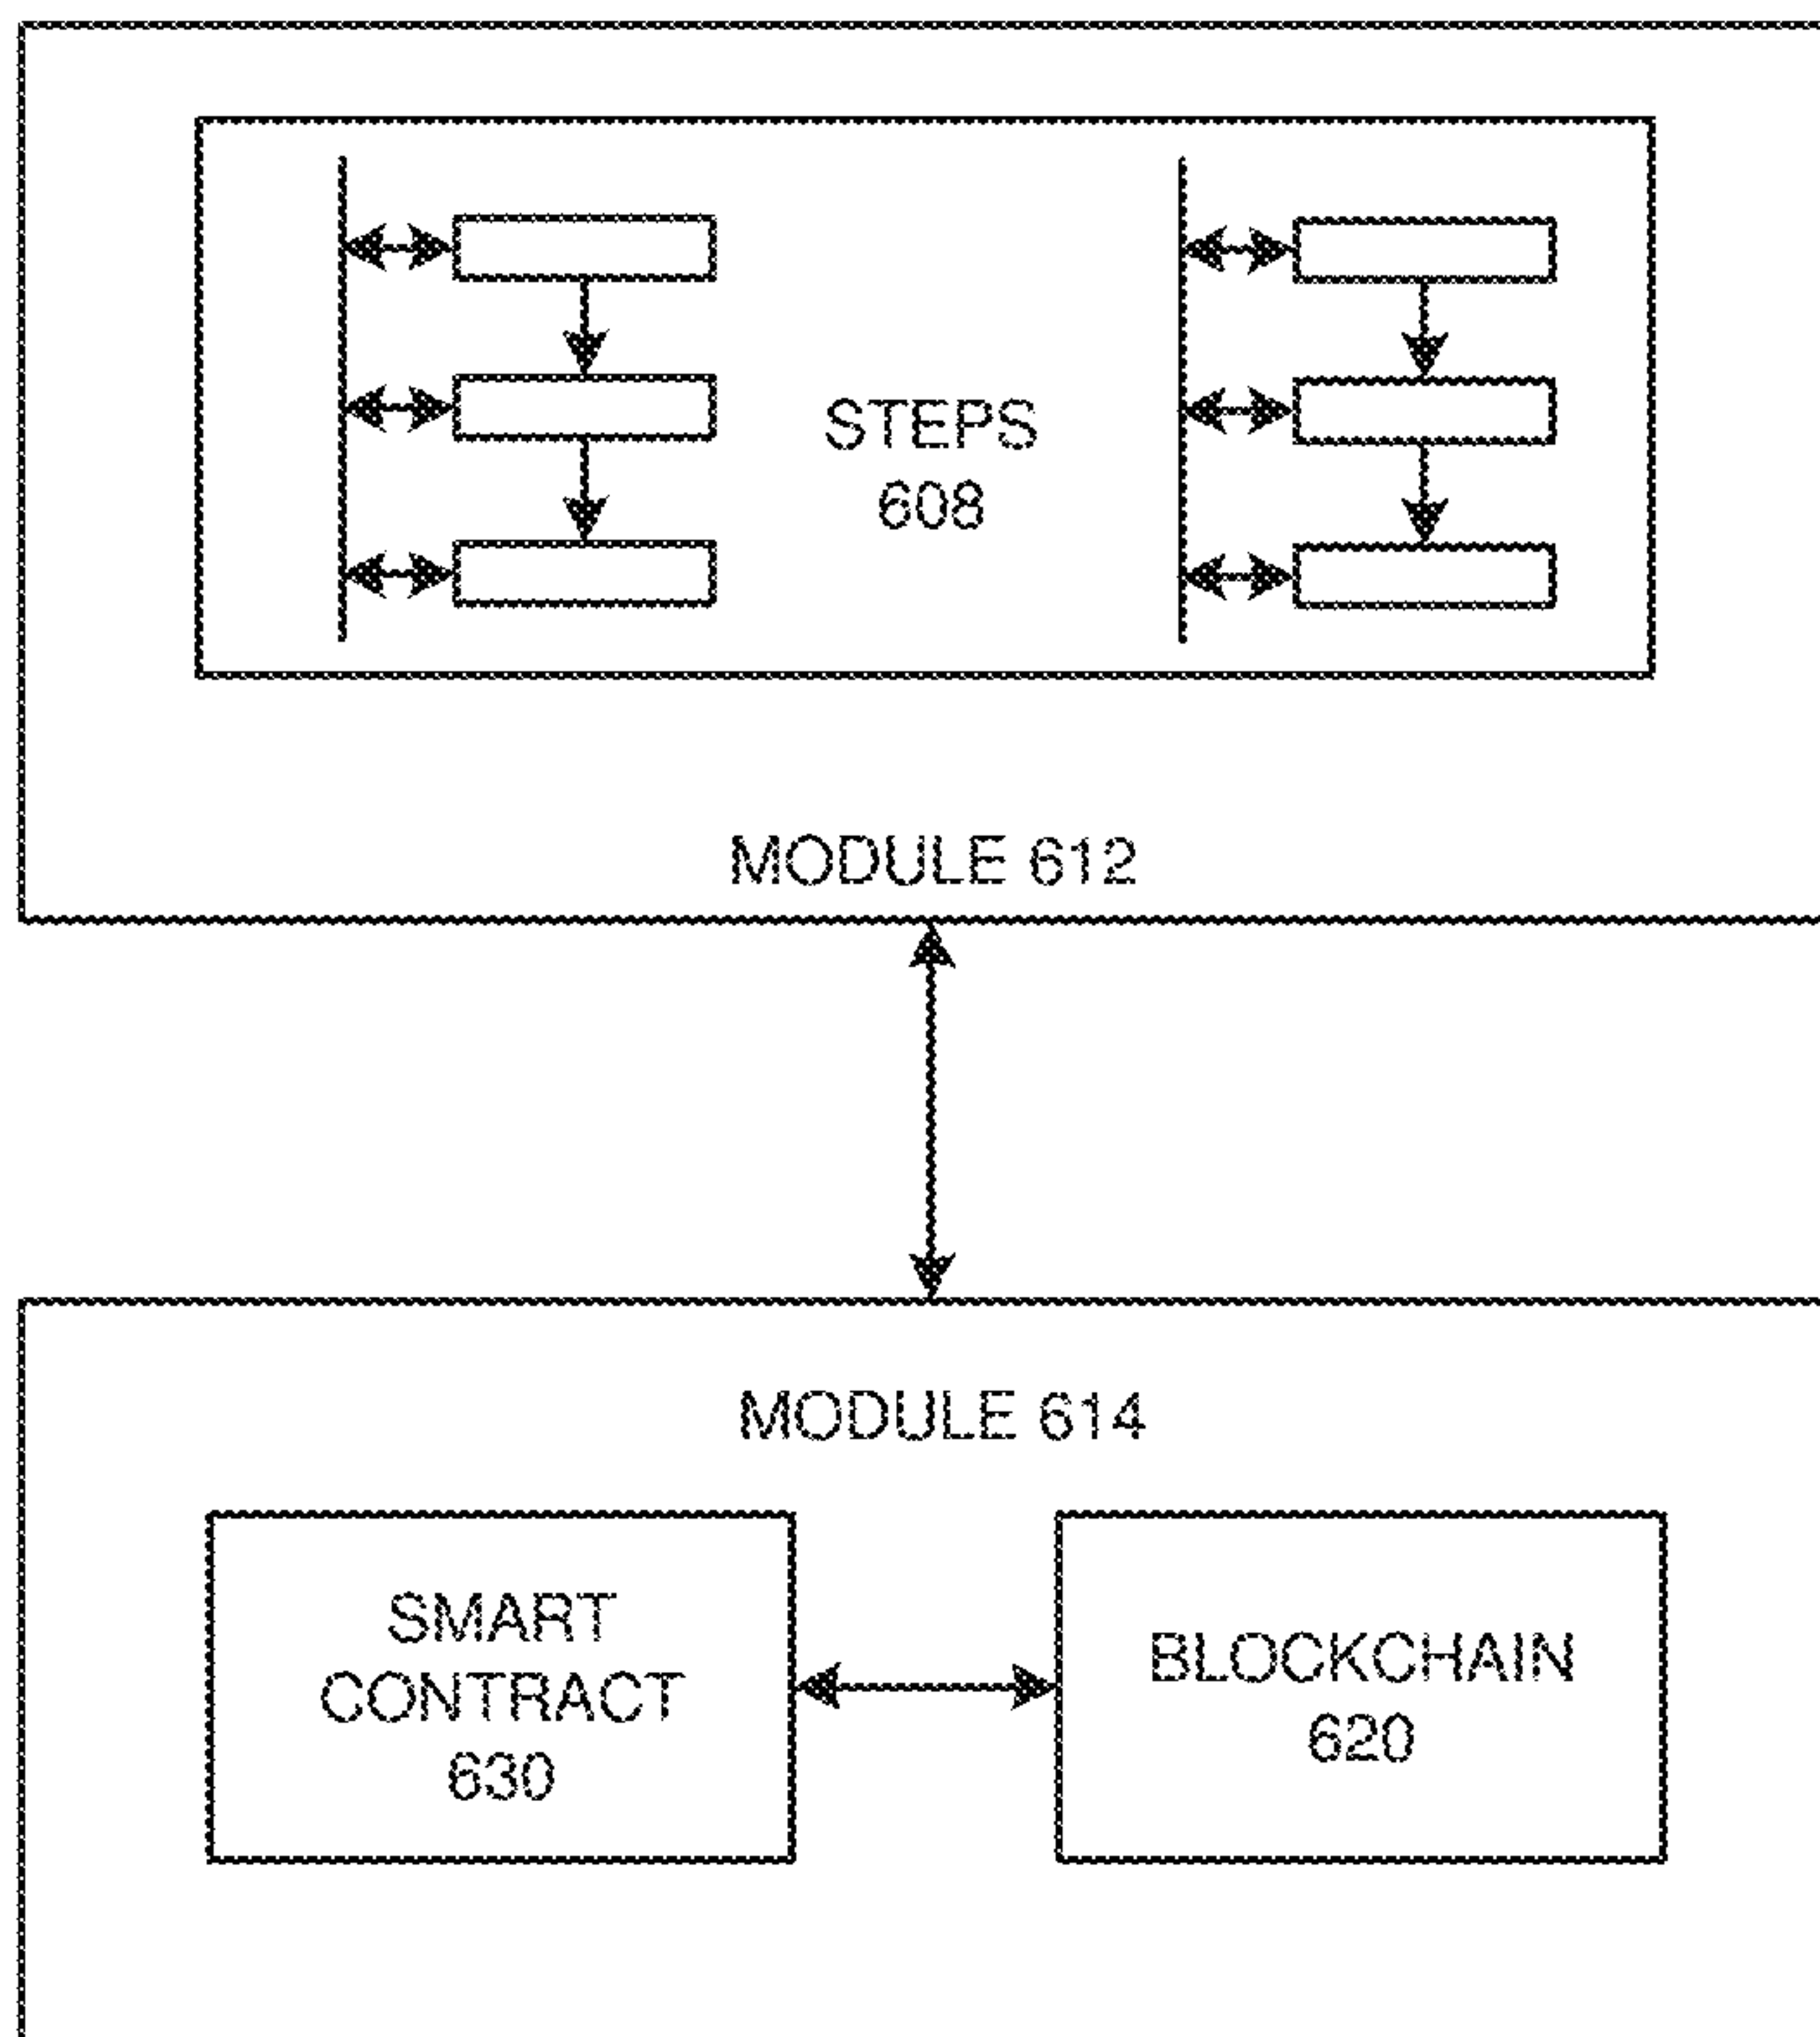 STEPS
608
MODULE 612
MODULE 614
SMART
CONTRACT
630
BLOCKCHAIN
620